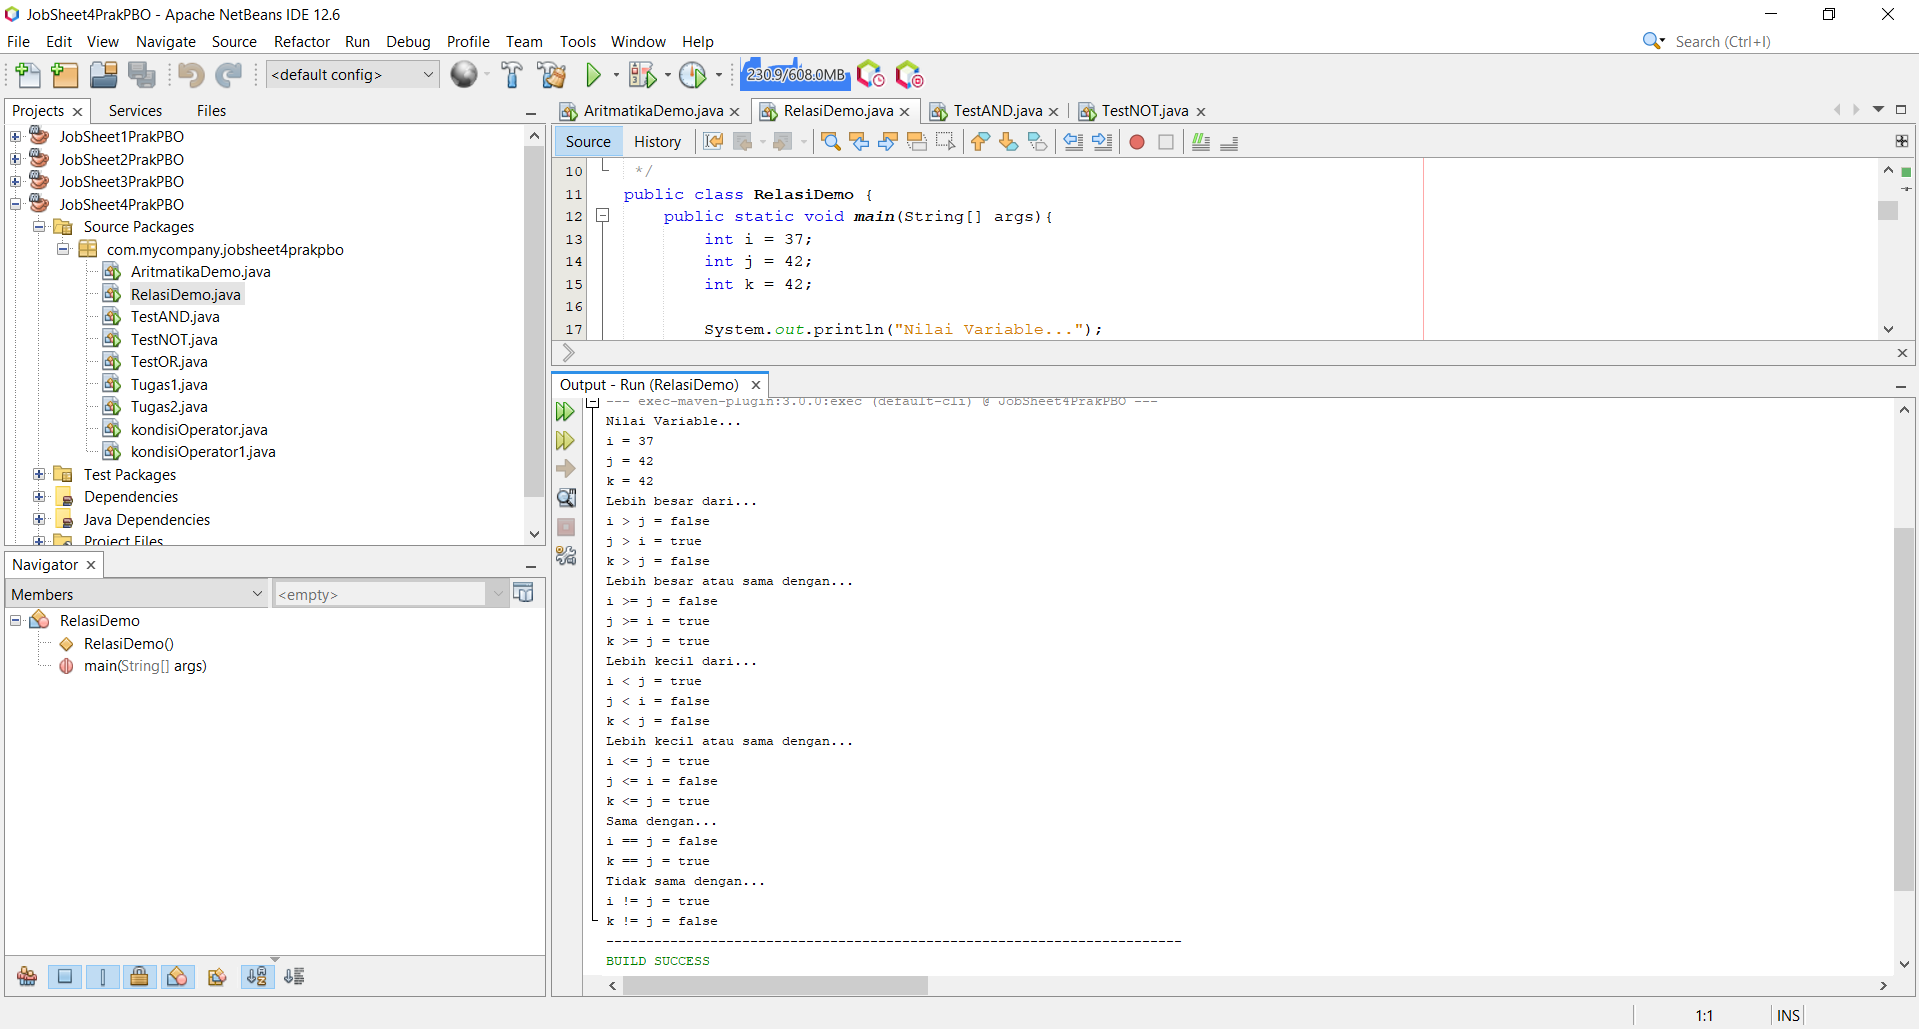 JobSheet4PrakPBO - Apache NetBeans IDE 12.6
File Edit View Navigate Source Refactor Run Debug Profile Team Tools Window Help
Search (Ctrl+I)
<default config>
230.9/608.0MB
Projects Services Files
JobSheet1PrakPBO
JobSheet2PrakPBO
JobSheet3PrakPBO
JobSheet4PrakPBO
Source Packages
com.mycompany.jobsheet4prakpbo
AritmatikaDemo.java
RelasiDemo.java
TestAND.java
TestNOT.java
TestOR.java
Tugas1.java
Tugas2.java
kondisiOperator.java
kondisiOperator1.java
Test Packages
Dependencies
Java Dependencies
Project Files
Navigator
Members
<empty>
RelasiDemo
RelasiDemo()
main(String[] args)
AritmatikaDemo.java RelasiDemo.java TestAND.java TestNOT.java
Source History
10 */
11 public class RelasiDemo {
12 public static void main(String[] args){
13 int i = 37;
14 int j = 42;
15 int k = 42;
16
17 System.out.println("Nilai Variable...");
Output - Run (RelasiDemo)
--- exec-maven-plugin:3.0.0:exec (default-cli) @ JobSheet4PrakPBO ---
Nilai Variable...
i = 37
j = 42
k = 42
Lebih besar dari...
i > j = false
j > i = true
k > j = false
Lebih besar atau sama dengan...
i >= j = false
j >= i = true
k >= j = true
Lebih kecil dari...
i < j = true
j < i = false
k < j = false
Lebih kecil atau sama dengan...
i <= j = true
j <= i = false
k <= j = true
Sama dengan...
i == j = false
k == j = true
Tidak sama dengan...
i != j = true
k != j = false
------------------------------------------------------------------------
BUILD SUCCESS
1:1 INS